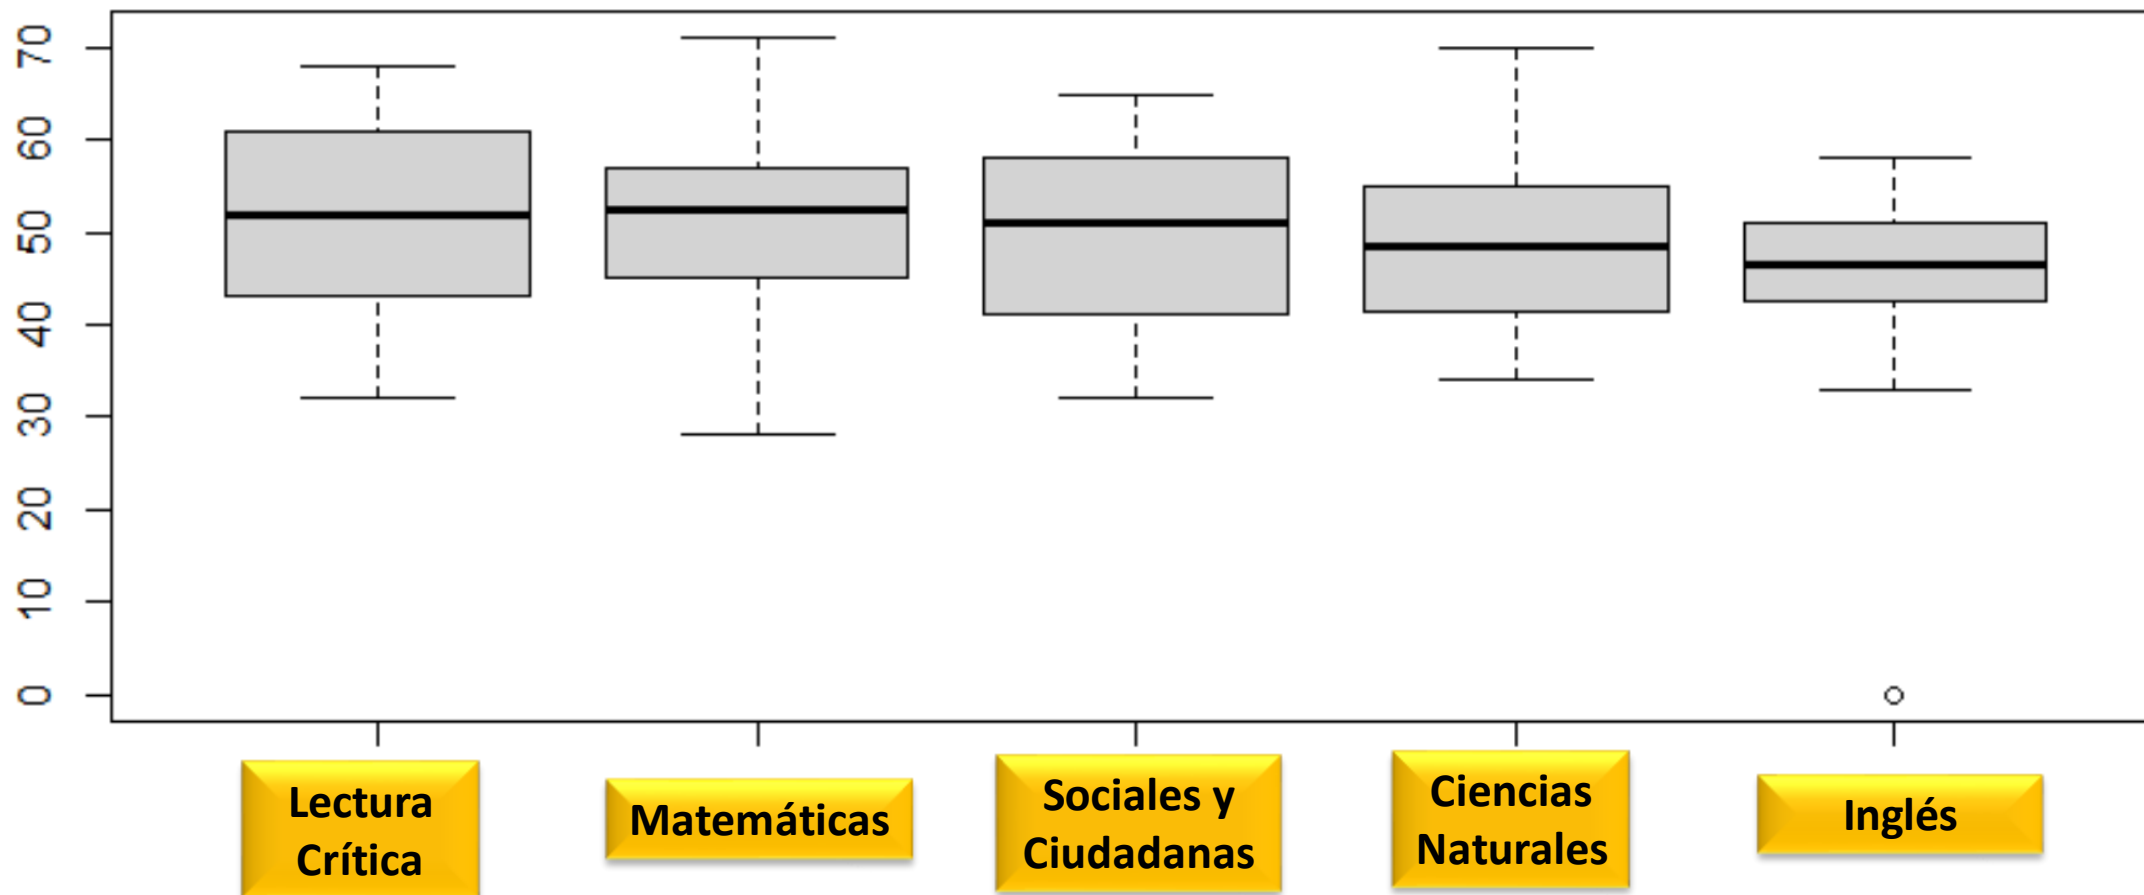 70
60
50
40
30
20
10
0
Lectura
Crítica
Matemáticas
Sociales y
Ciudadanas
Ciencias
Naturales
Inglés